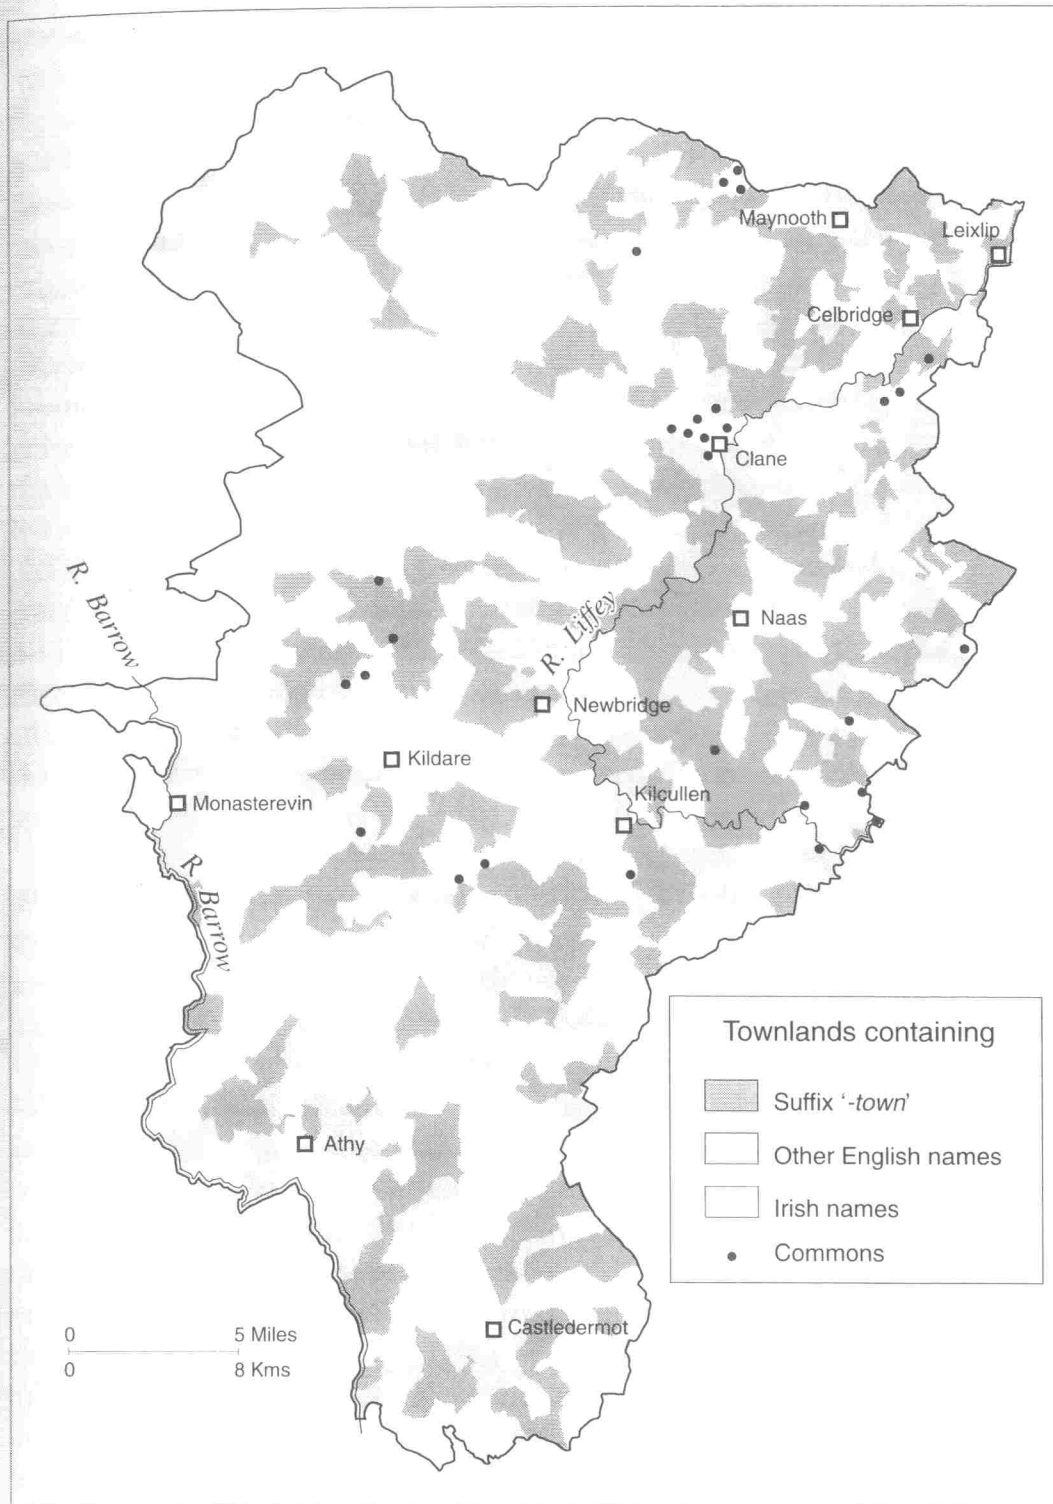 Maynooth
Leixlip
Celbridge
Clane
R. Barrow
R. Liffey
Naas
Newbridge
Kildare
Monasterevin
Kilcullen
R. Barrow
Townlands containing
Suffix ‘-town’
Other English names
Irish names
Commons
Athy
Castledermot
0 5 Miles
0 8 Kms